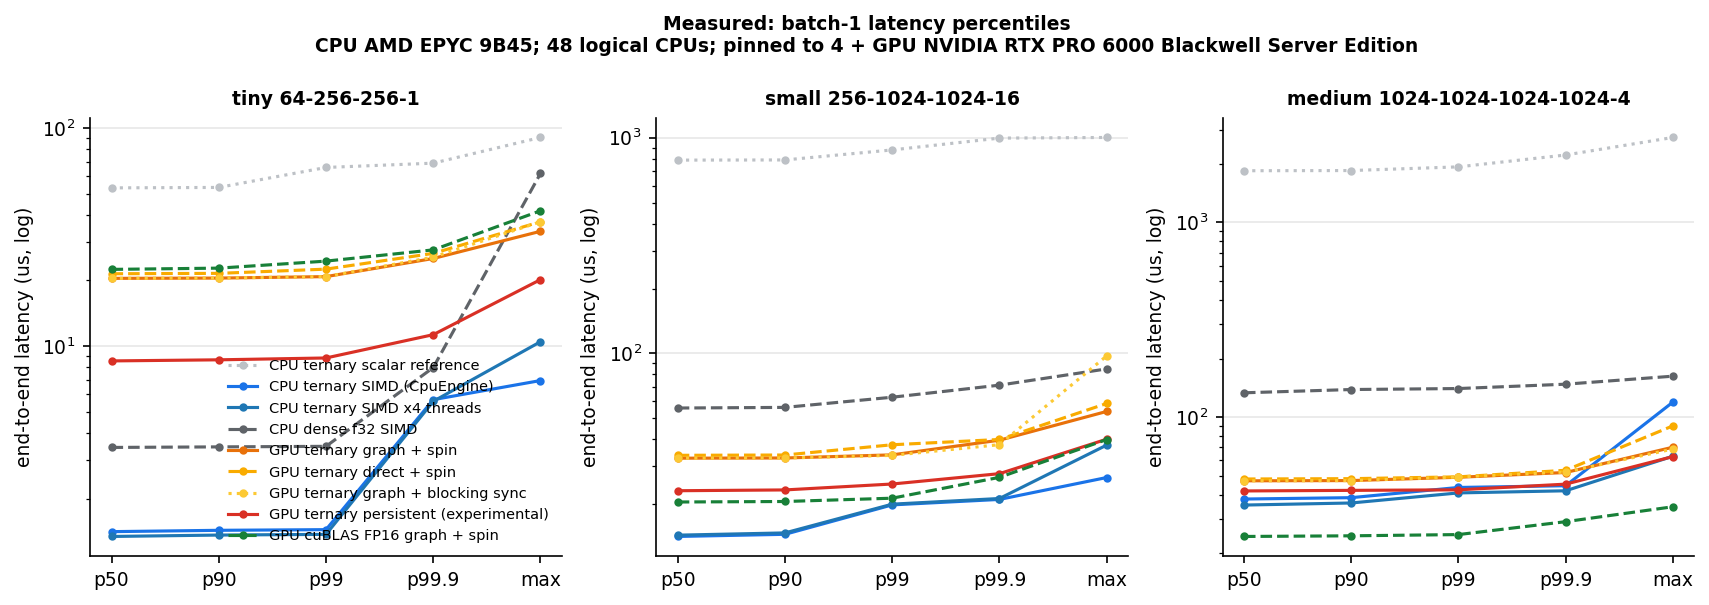 Measured: batch-1 latency percentiles
CPU AMD EPYC 9B45; 48 logical CPUs; pinned to 4 + GPU NVIDIA RTX PRO 6000 Blackwell Server Edition
tiny 64-256-256-1
end-to-end latency (us, log)
10²
10¹
CPU ternary scalar reference
CPU ternary SIMD (CpuEngine)
CPU ternary SIMD x4 threads
CPU dense f32 SIMD
GPU ternary graph + spin
GPU ternary direct + spin
GPU ternary graph + blocking sync
GPU ternary persistent (experimental)
GPU cuBLAS FP16 graph + spin
p50 p90 p99 p99.9 max
small 256-1024-1024-16
end-to-end latency (us, log)
10³
10²
p50 p90 p99 p99.9 max
medium 1024-1024-1024-1024-4
end-to-end latency (us, log)
10³
10²
p50 p90 p99 p99.9 max